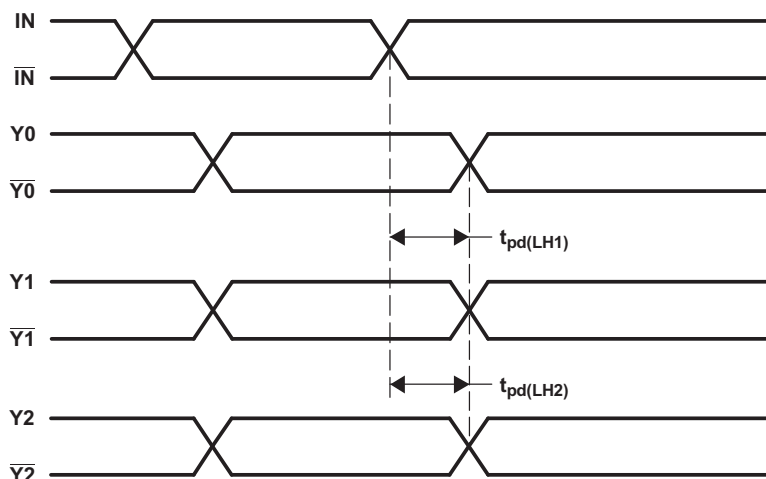 IN
I̅N̅
Y0
Y̅0̅
tpd(LH1)
Y1
Y̅1̅
tpd(LH2)
Y2
Y̅2̅